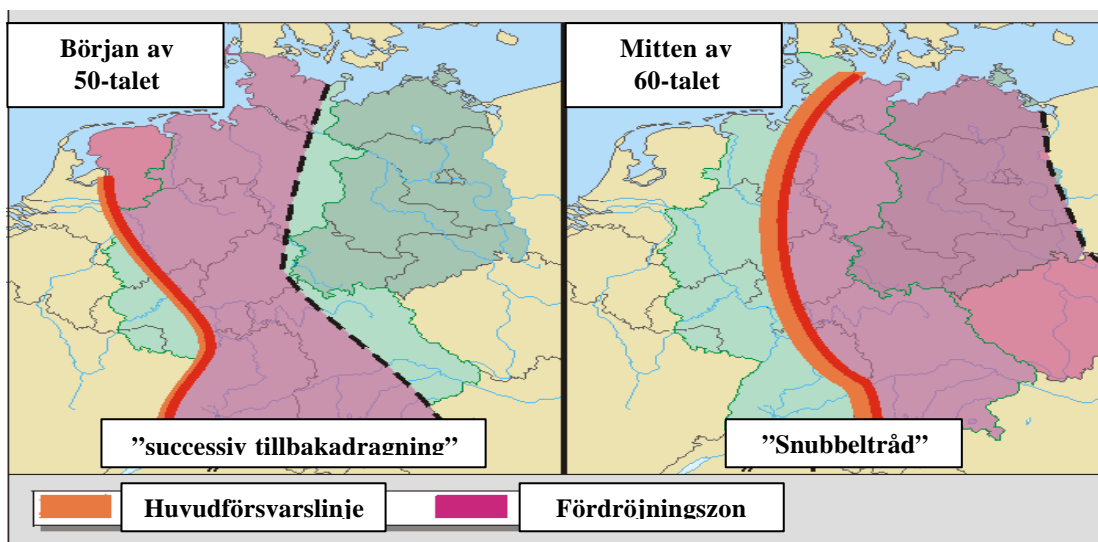 Början av
50-talet
Mitten av
60-talet
”successiv tillbakadragning”
”Snubbeltråd”
Huvudförsvarslinje
Fördröjningszon